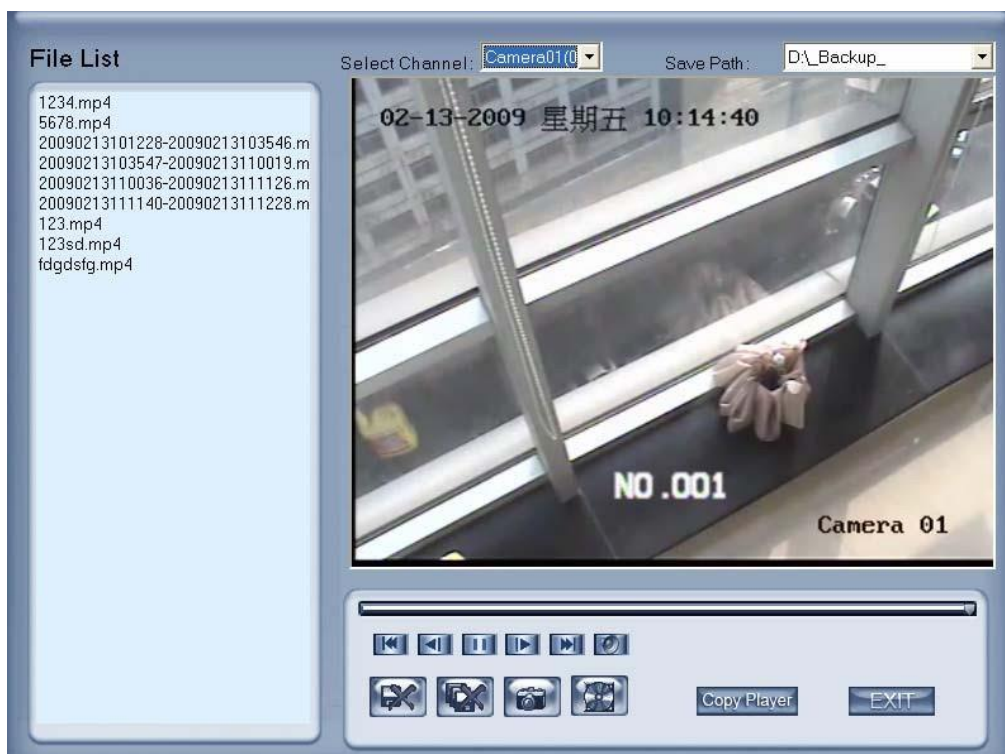 File List
Select Channel: Camera01(0
Save Path: D:\_Backup_
1234.mp4
5678.mp4
20090213101228-20090213103546.m
20090213103547-20090213110019.m
20090213110036-20090213111126.m
20090213111140-20090213111228.m
123.mp4
123sd.mp4
fdgdsfg.mp4
02-13-2009 星期五 10:14:40
NO.001
Camera 01
Copy Player
EXIT